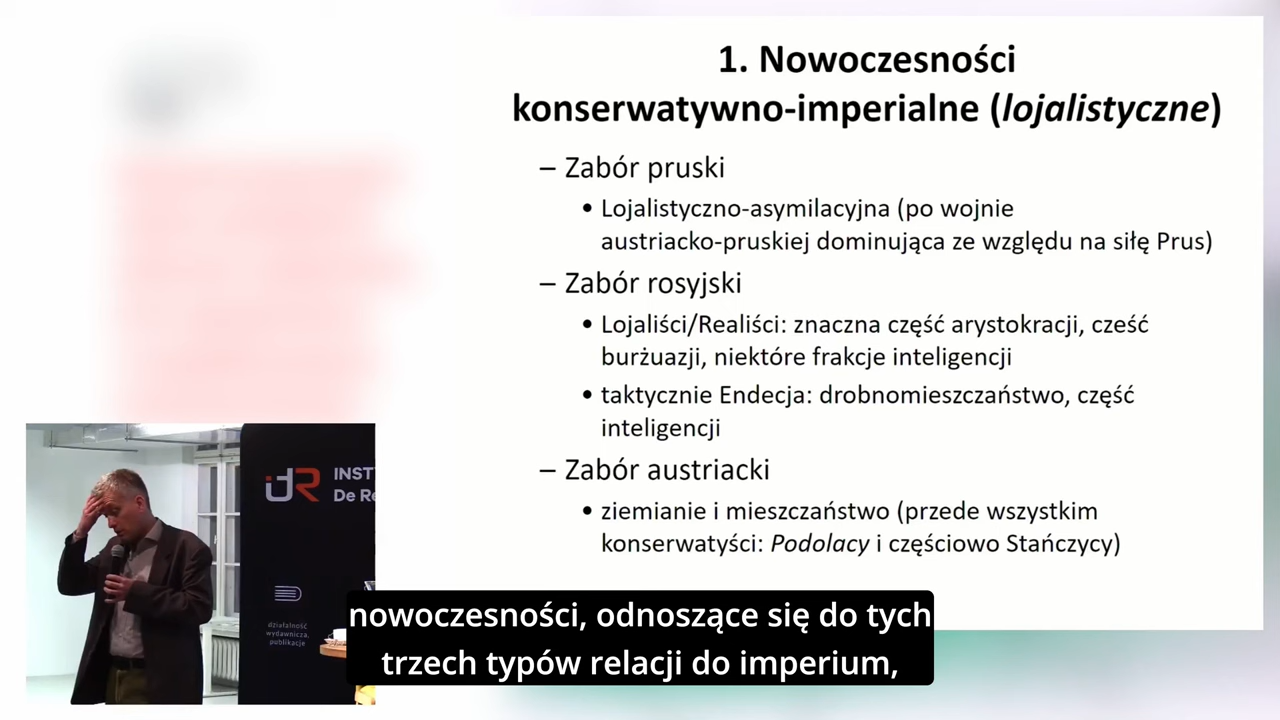 1. Nowoczesności
konserwatywno-imperialne (lojalistyczne)
– Zabór pruski
• Lojalistyczno-asymilacyjna (po wojnie
austriacko-pruskiej dominująca ze względu na siłę Prus)
– Zabór rosyjski
• Lojaliści/Realiści: znaczna część arystokracji, cześć
burżuazji, niektóre frakcje inteligencji
• taktycznie Endecja: drobnomieszczaństwo, część
inteligencji
– Zabór austriacki
• ziemianie i mieszczaństwo (przede wszystkim
konserwatyści: Podolacy i częściowo Stańczycy)
idR
INST
De Re
działalność
wydawnicza,
publikacje
nowoczesności, odnoszące się do tych
trzech typów relacji do imperium,